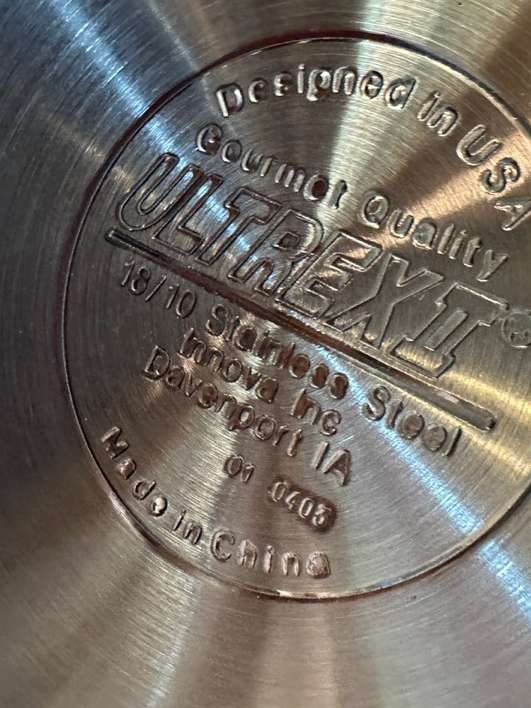 Designed in USA
Gourmet Quality
ULTREX II®
18/10 Stainless Steel
Innova Inc
Davenport IA
01 0405
Made in China